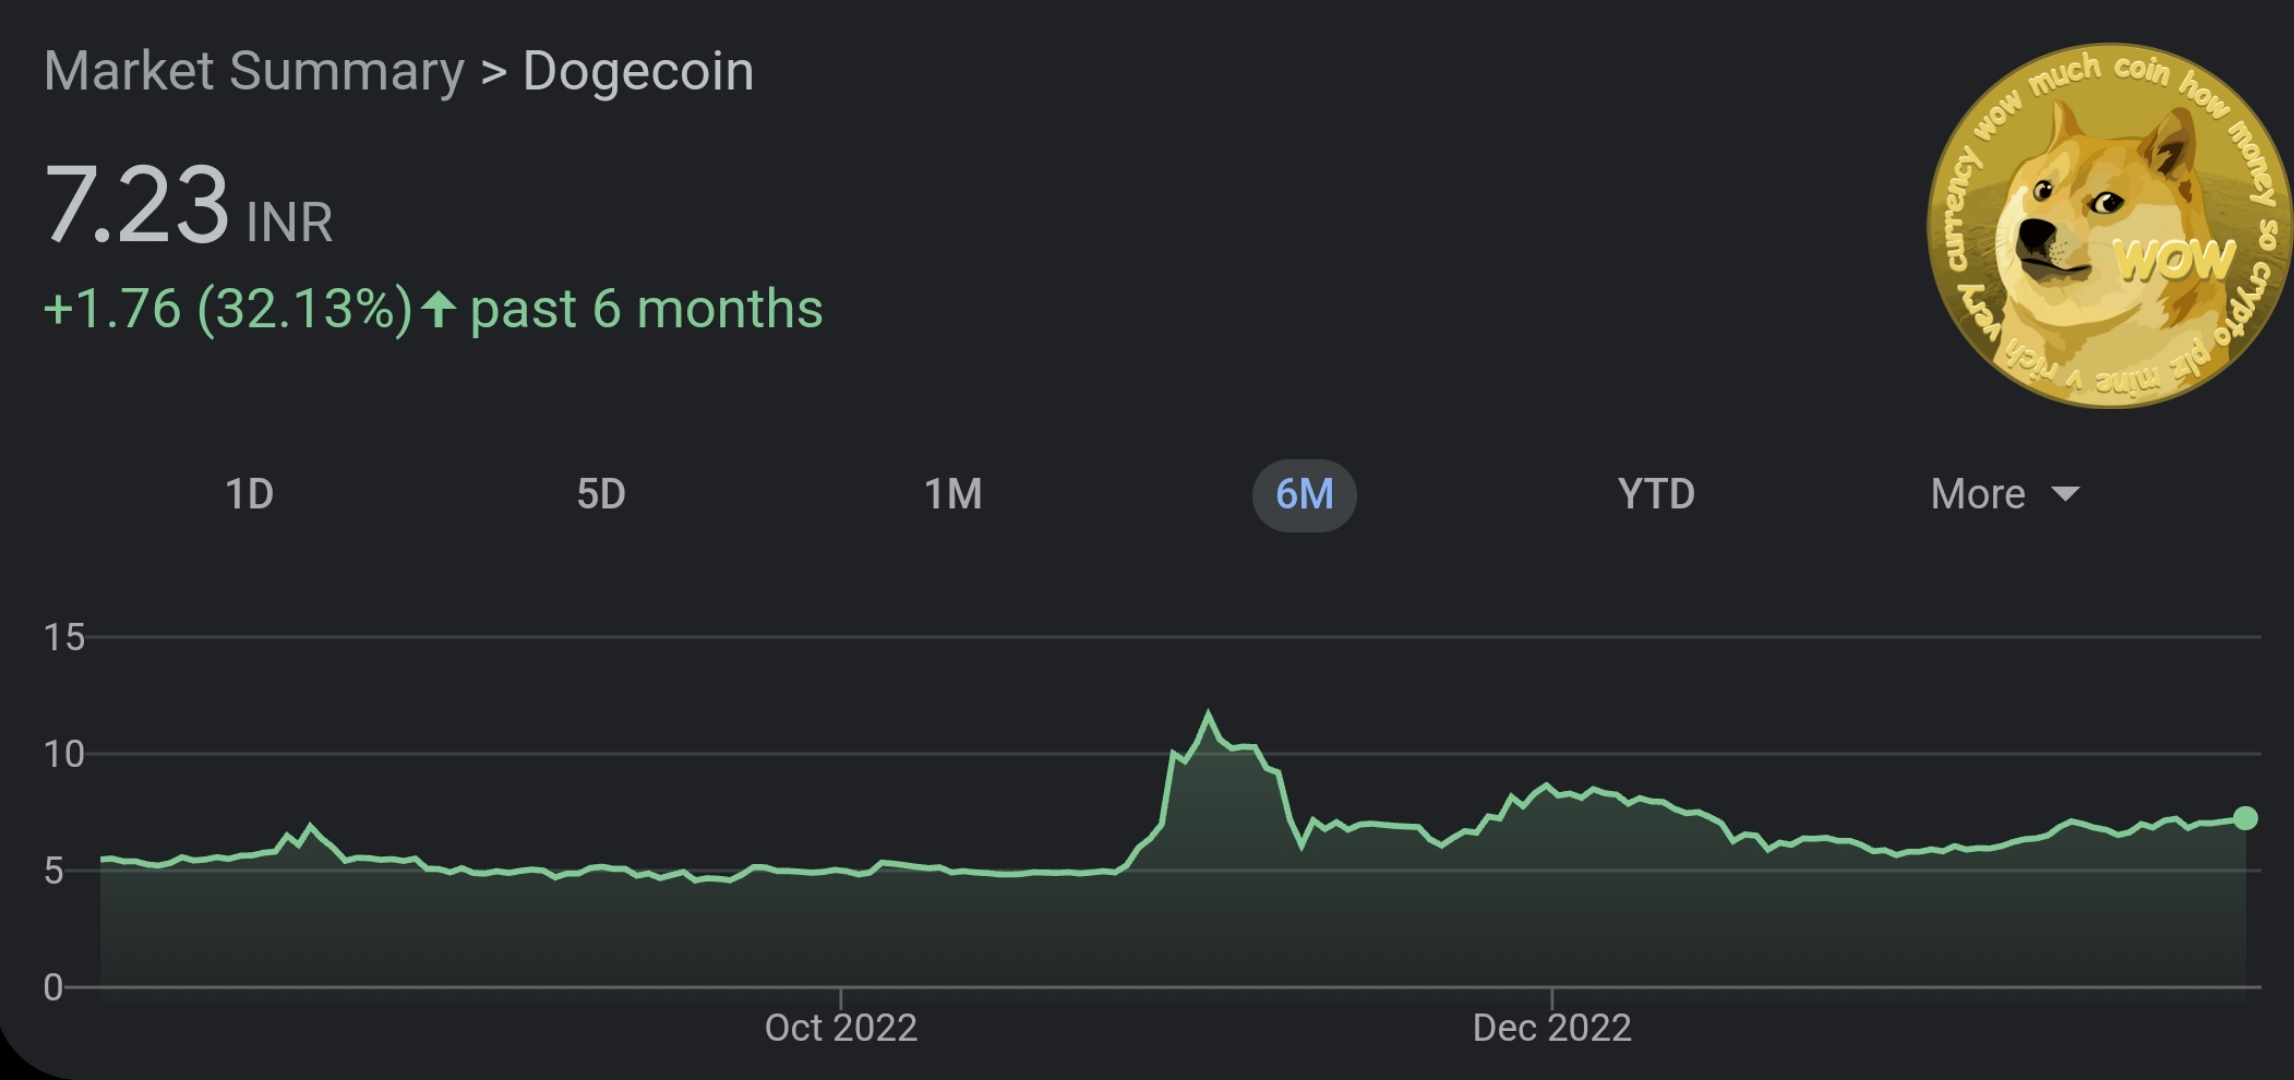 Market Summary > Dogecoin
7.23 INR
+1.76 (32.13%) ↑ past 6 months
very currency wow much coin how money so crypto plz mine v rich
wow
1D 5D 1M 6M YTD More
15
10
5
0
Oct 2022 Dec 2022